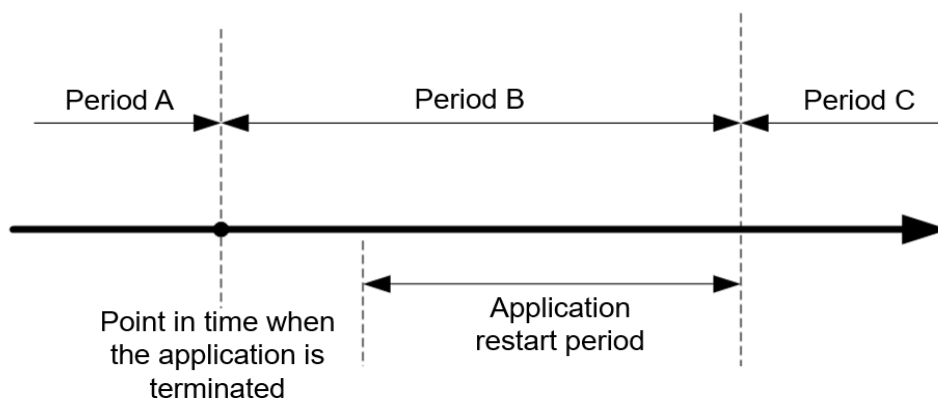 Period A
Period B
Period C
Point in time when
the application is
terminated
Application
restart period